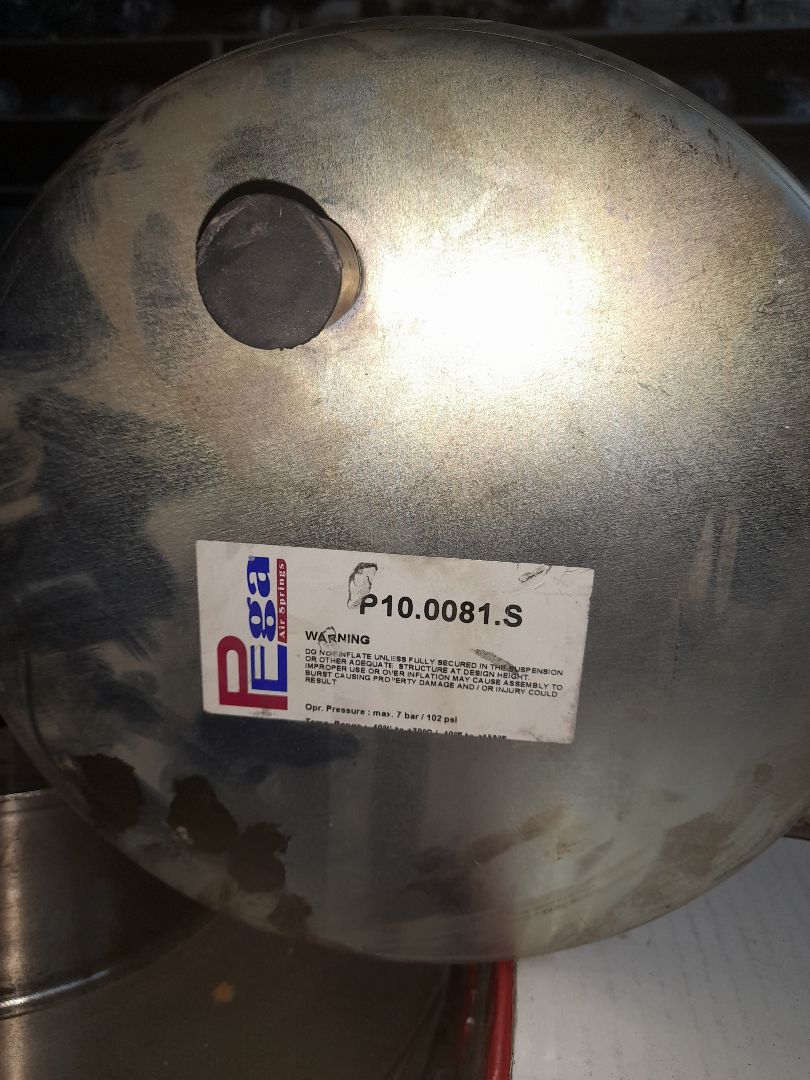 PEga
Air Springs
P10.0081.S
WARNING
DO NOT INFLATE UNLESS FULLY SECURED IN THE SUSPENSION
OR OTHER ADEQUATE STRUCTURE AT DESIGN HEIGHT.
IMPROPER USE OR OVER INFLATION MAY CAUSE ASSEMBLY TO
BURST CAUSING PROPERTY DAMAGE AND / OR INJURY COULD
RESULT
Opr. Pressure : max. 7 bar / 102 psi